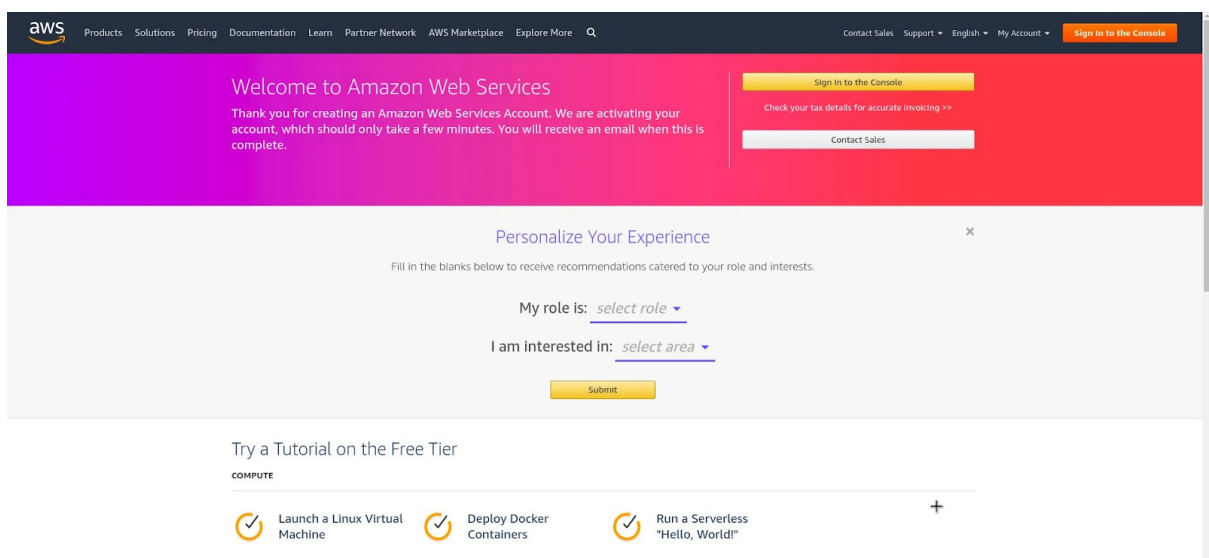 aws
Products Solutions Pricing Documentation Learn Partner Network AWS Marketplace Explore More
Contact Sales Support English My Account Sign In to the Console
Welcome to Amazon Web Services
Thank you for creating an Amazon Web Services Account. We are activating your
account, which should only take a few minutes. You will receive an email when this is
complete.
Sign In to the Console
Check your tax details for accurate invoicing >>
Contact Sales
Personalize Your Experience
Fill in the blanks below to receive recommendations catered to your role and interests.
My role is: select role
I am interested in: select area
Submit
Try a Tutorial on the Free Tier
COMPUTE
Launch a Linux Virtual
Machine
Deploy Docker
Containers
Run a Serverless
"Hello, World!"